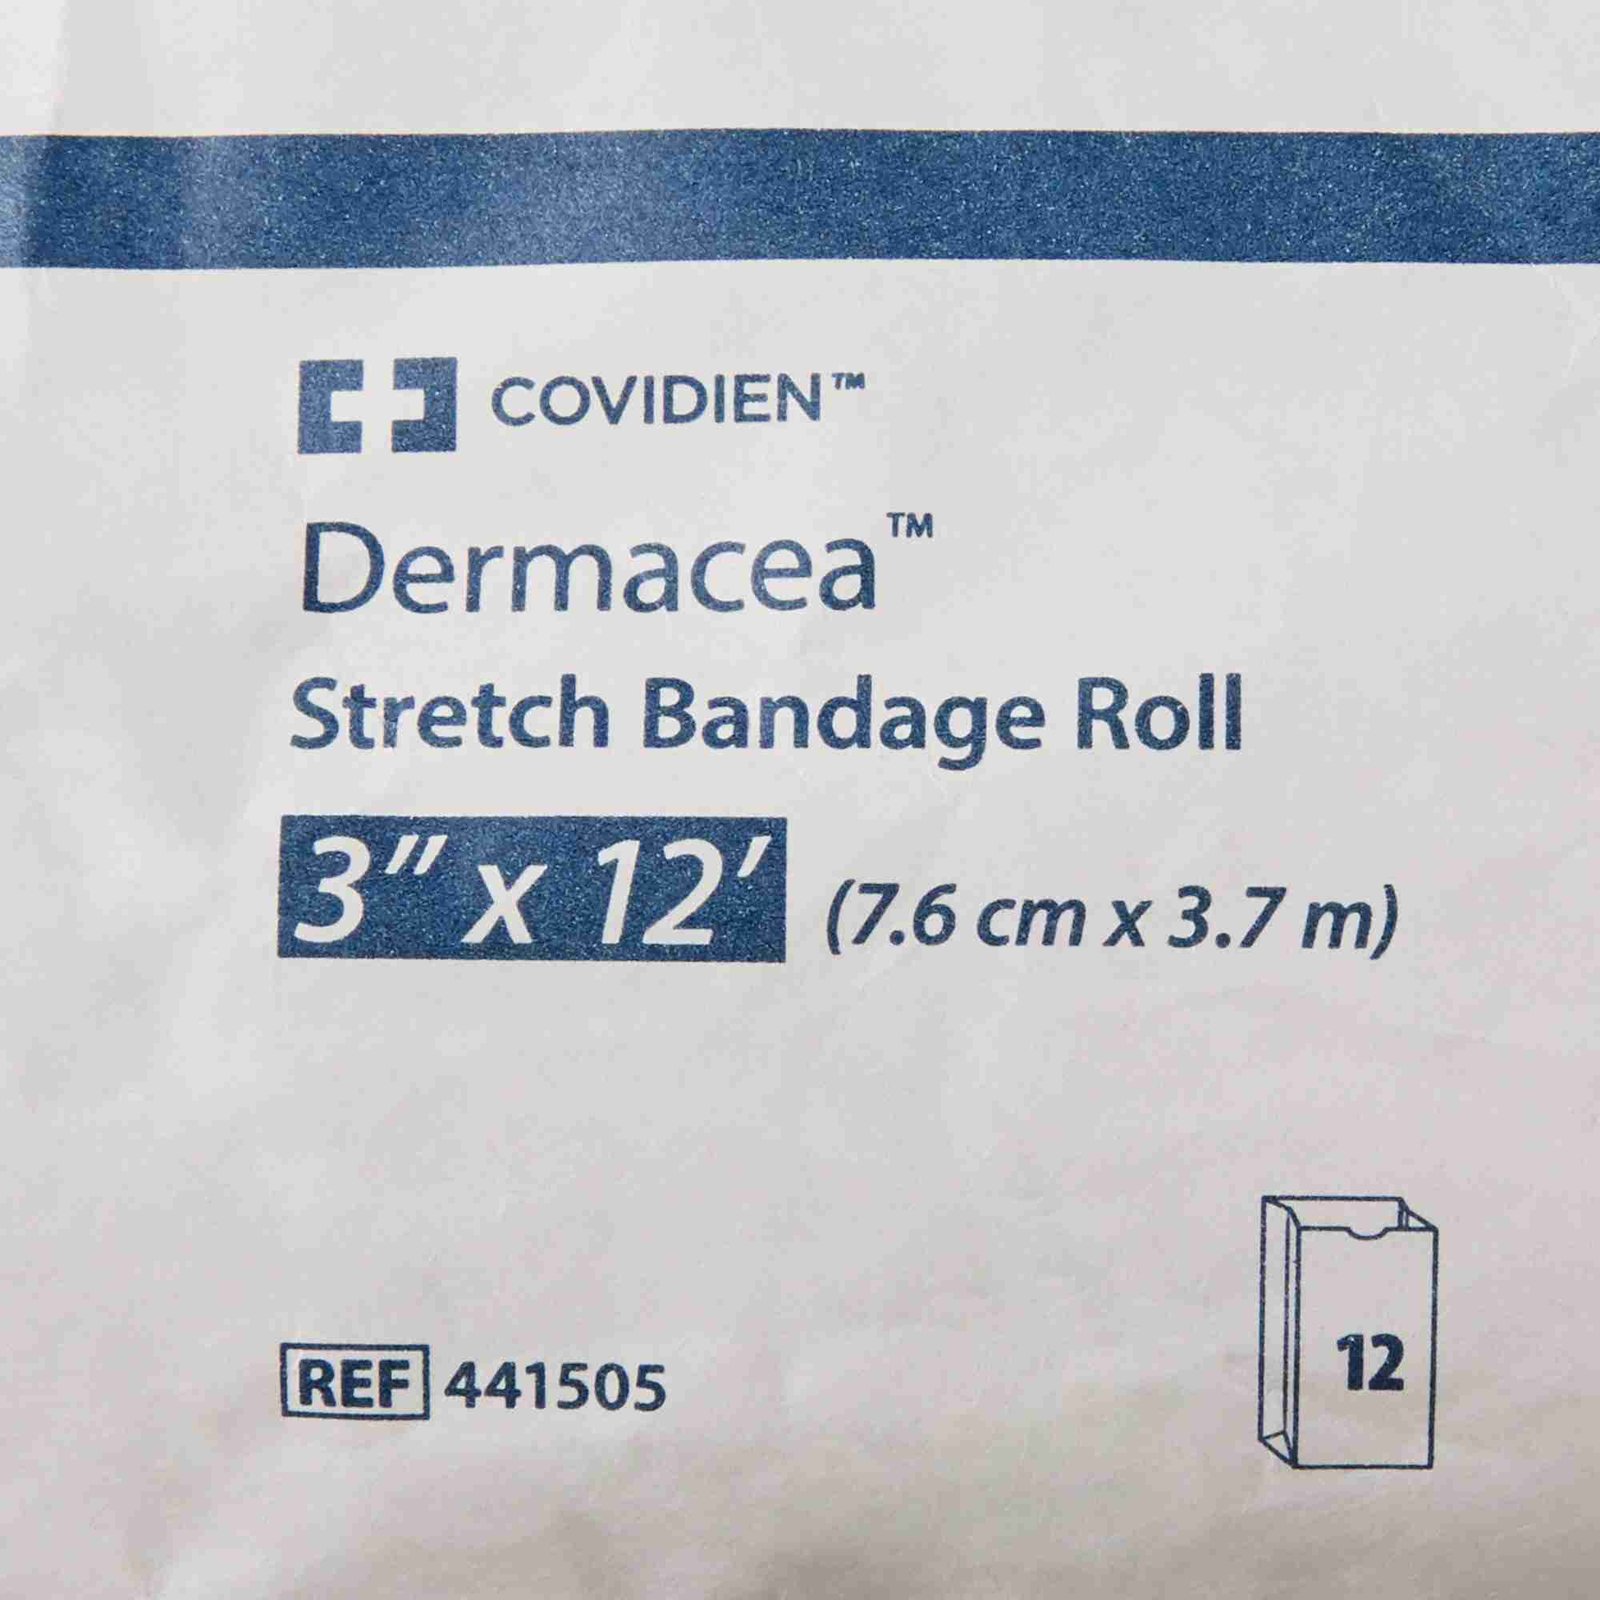 COVIDIEN™
Dermacea™
Stretch Bandage Roll
3" x 12' (7.6 cm x 3.7 m)
12
REF 441505